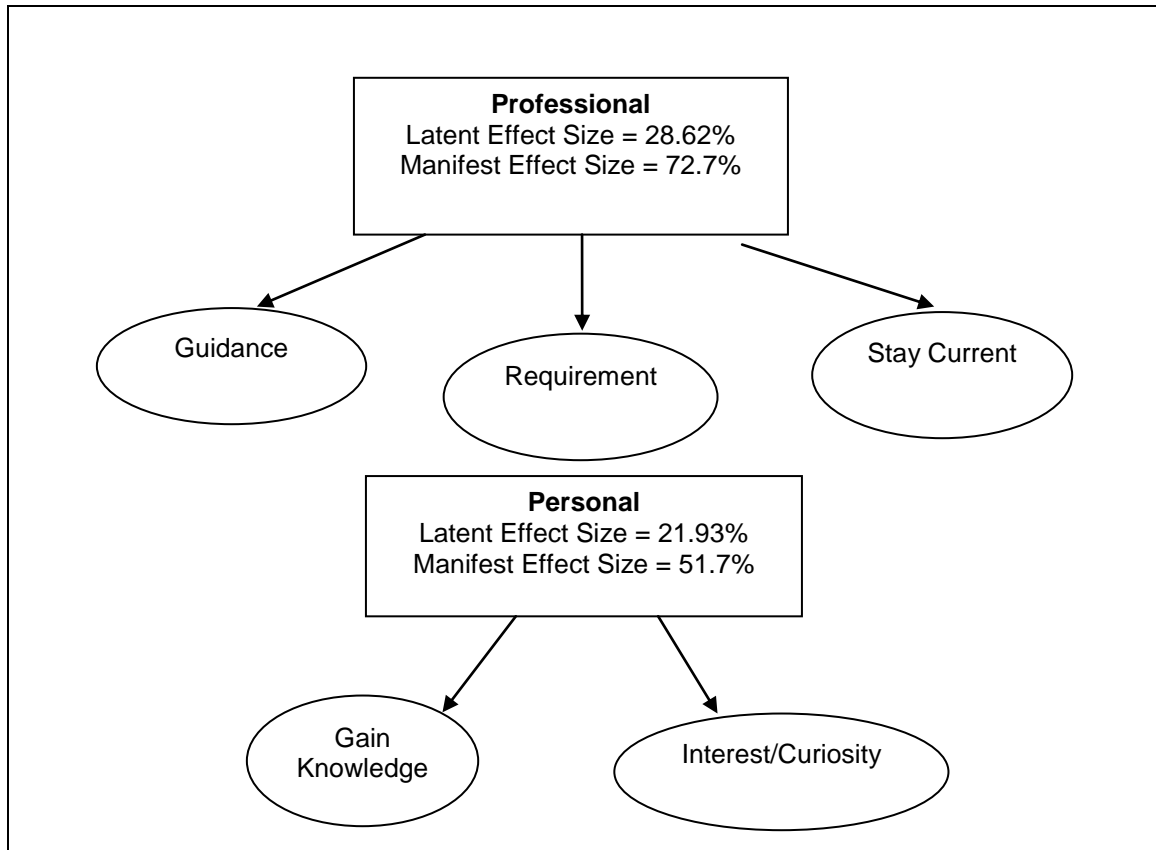 Professional
Latent Effect Size = 28.62%
Manifest Effect Size = 72.7%
Guidance
Requirement
Stay Current
Personal
Latent Effect Size = 21.93%
Manifest Effect Size = 51.7%
Gain
Knowledge
Interest/Curiosity